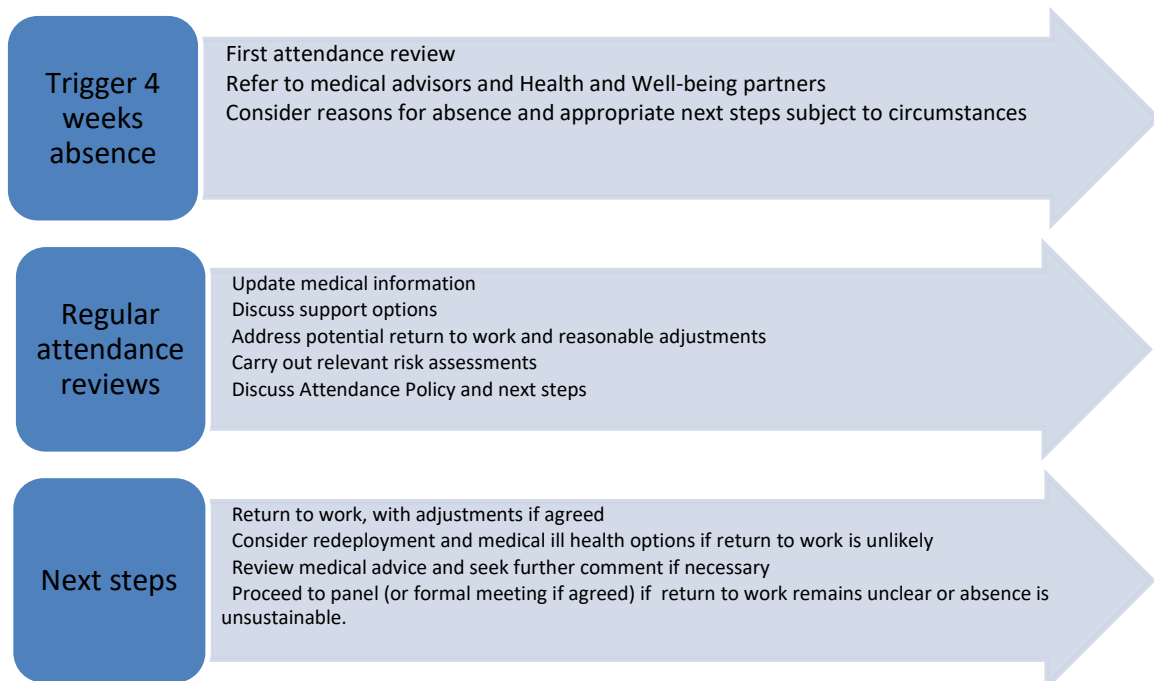 Trigger 4
weeks
absence
First attendance review
Refer to medical advisors and Health and Well-being partners
Consider reasons for absence and appropriate next steps subject to circumstances
Regular
attendance
reviews
Update medical information
Discuss support options
Address potential return to work and reasonable adjustments
Carry out relevant risk assessments
Discuss Attendance Policy and next steps
Next steps
Return to work, with adjustments if agreed
Consider redeployment and medical ill health options if return to work is unlikely
Review medical advice and seek further comment if necessary
Proceed to panel (or formal meeting if agreed) if  return to work remains unclear or absence is
unsustainable.